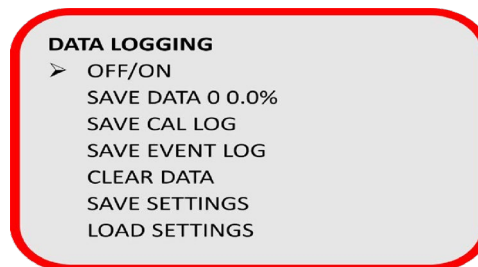 DATA LOGGING
➢ OFF/ON
SAVE DATA 0 0.0%
SAVE CAL LOG
SAVE EVENT LOG
CLEAR DATA
SAVE SETTINGS
LOAD SETTINGS